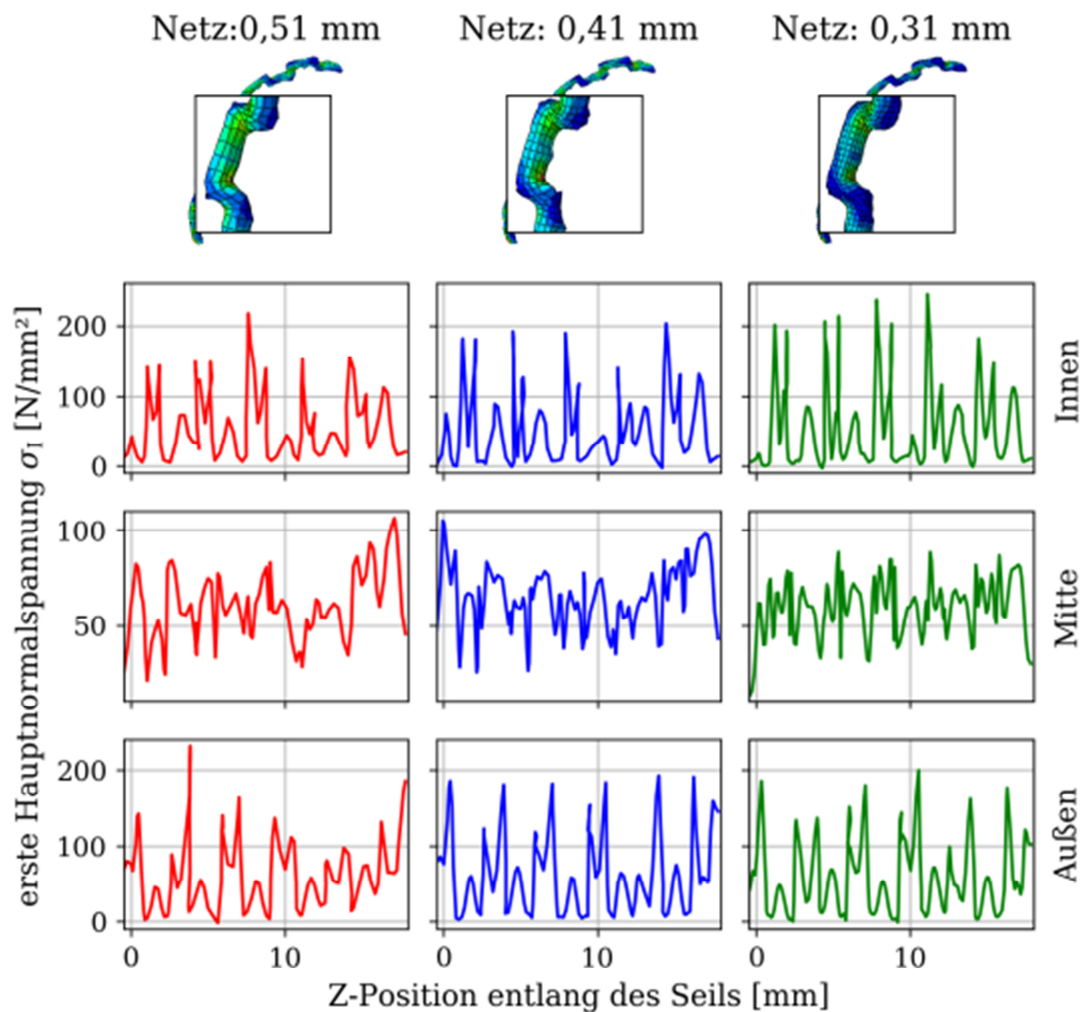 Netz:0,51 mm Netz: 0,41 mm Netz: 0,31 mm
erste Hauptnormalspannung σI [N/mm²]
200
100
0
Innen
100
50
Mitte
200
100
0
Außen
0 10 0 10 0 10
Z-Position entlang des Seils [mm]